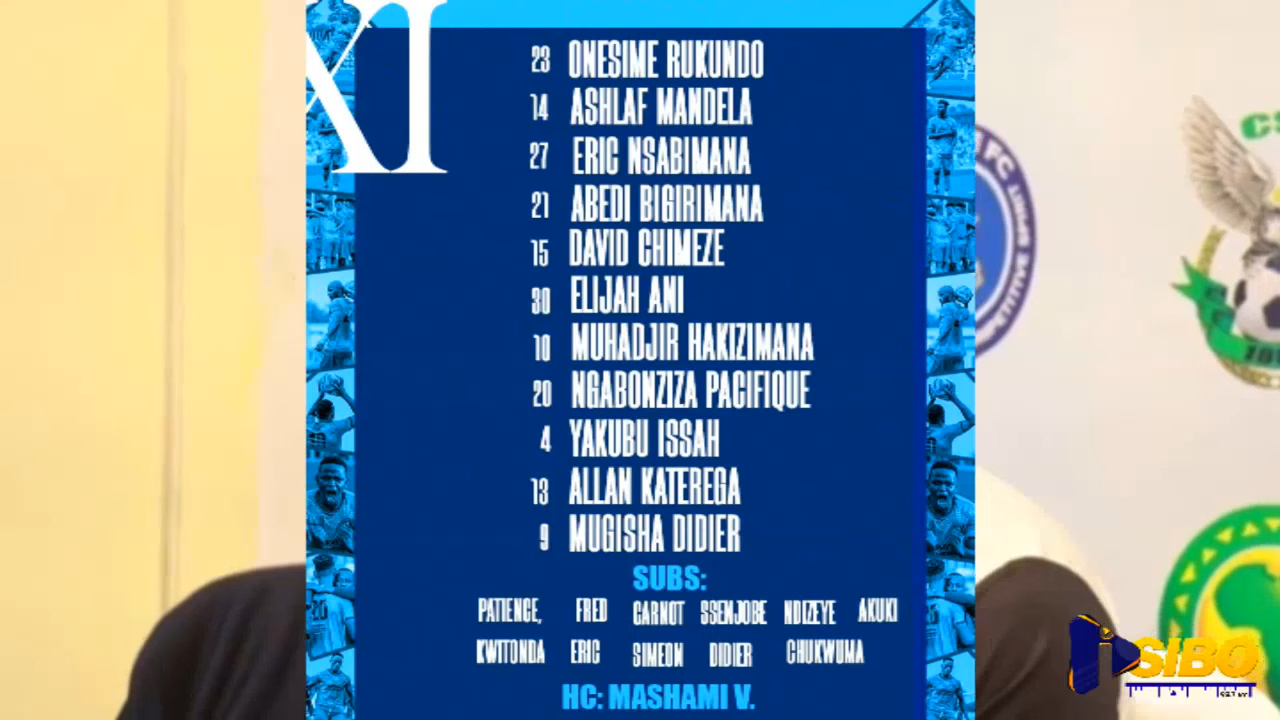 XI
23 ONESIME RUKUNDO
14 ASHLAF MANDELA
27 ERIC NSABIMANA
21 ABEDI BIGIRIMANA
15 DAVID CHIMEZE
30 ELIJAH ANI
10 MUHADJIR HAKIZIMANA
20 NGABONZIZA PACIFIQUE
4 YAKUBU ISSAH
13 ALLAN KATEREGA
9 MUGISHA DIDIER
SUBS:
PATIENCE, FRED CARNOT SSENJOBE NDIZEYE AKUKI
KWITONDA ERIC SIMEON DIDIER CHUKWUMA
HC: MASHAMI V.
FC
iSIBO